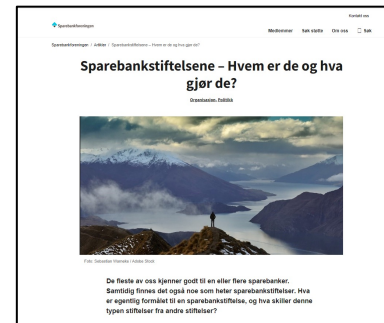 Kontakt oss
Sparebankforeningen
Medlemmer Søk støtte Om oss Søk
Sparebankforeningen / Artikler / Sparebankstiftelsene – Hvem er de og hva gjør de?
Sparebankstiftelsene – Hvem er de og hva
gjør de?
Organisasjon, Politikk
Foto: Sebastian / Adobe Stock
De fleste av oss kjenner godt til en eller flere sparebanker.
Samtidig finnes det også noe som heter sparebankstiftelser. Hva
er egentlig formålet til en sparebankstiftelse, og hva skiller denne
typen stiftelser fra andre stiftelser?